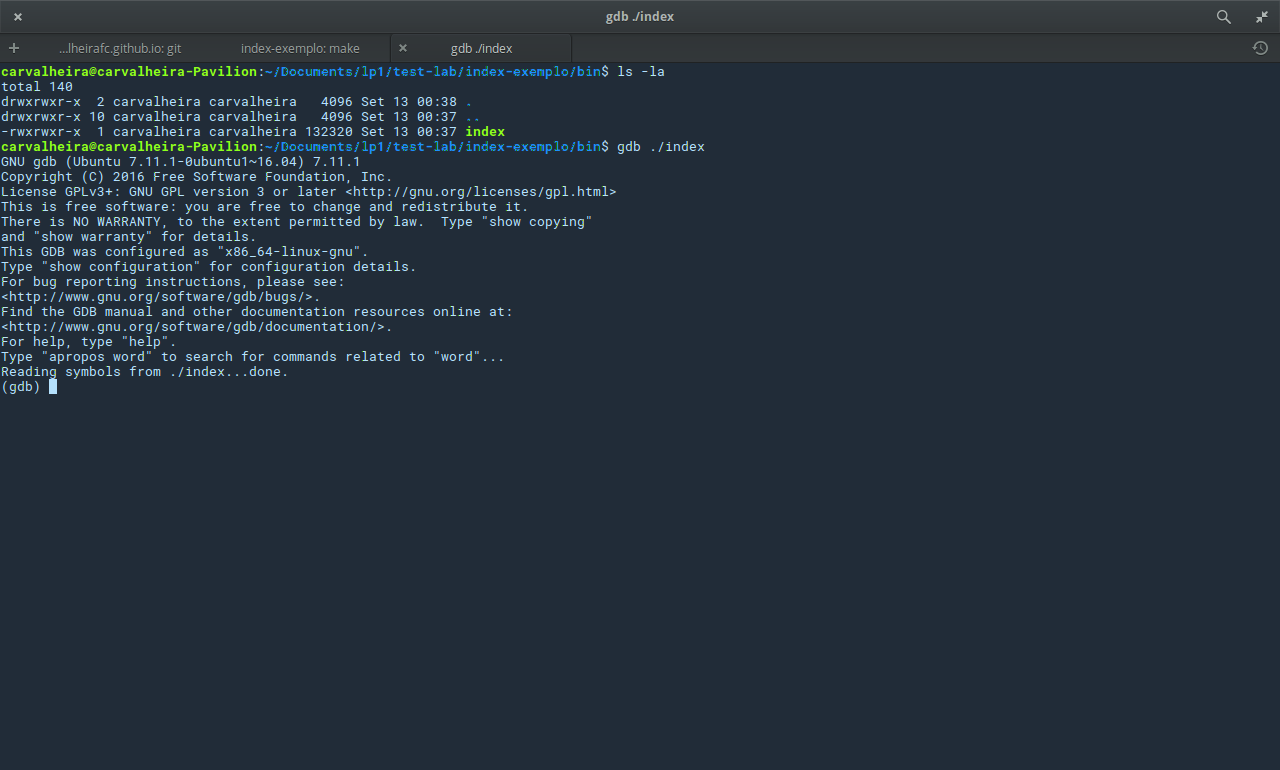 gdb ./index
...lheirafc.github.io: git index-exemplo: make gdb ./index
carvalheira@carvalheira-Pavilion:~/Documents/lp1/test-lab/index-exemplo/bin$ ls -la
total 140
drwxrwxr-x  2 carvalheira carvalheira   4096 Set 13 00:38 .
drwxrwxr-x 10 carvalheira carvalheira   4096 Set 13 00:37 ..
-rwxrwxr-x  1 carvalheira carvalheira 132320 Set 13 00:37 index
carvalheira@carvalheira-Pavilion:~/Documents/lp1/test-lab/index-exemplo/bin$ gdb ./index
GNU gdb (Ubuntu 7.11.1-0ubuntu1~16.04) 7.11.1
Copyright (C) 2016 Free Software Foundation, Inc.
License GPLv3+: GNU GPL version 3 or later <http://gnu.org/licenses/gpl.html>
This is free software: you are free to change and redistribute it.
There is NO WARRANTY, to the extent permitted by law.  Type "show copying"
and "show warranty" for details.
This GDB was configured as "x86_64-linux-gnu".
Type "show configuration" for configuration details.
For bug reporting instructions, please see:
<http://www.gnu.org/software/gdb/bugs/>.
Find the GDB manual and other documentation resources online at:
<http://www.gnu.org/software/gdb/documentation/>.
For help, type "help".
Type "apropos word" to search for commands related to "word"...
Reading symbols from ./index...done.
(gdb)